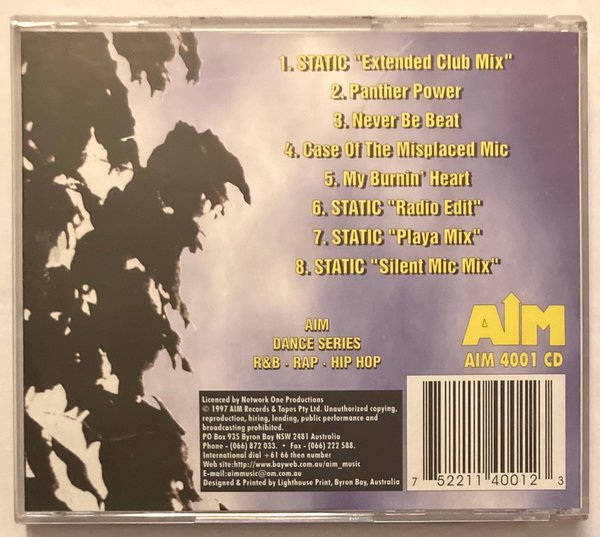 1. STATIC "Extended Club Mix"
2. Panther Power
3. Never Be Beat
4. Case Of The Misplaced Mic
5. My Burnin' Heart
6. STATIC "Radio Edit"
7. STATIC "Playa Mix"
8. STATIC "Silent Mic Mix"
AIM
DANCE SERIES
R&B · RAP · HIP HOP
AIM
AIM 4001 CD
Licenced by Network One Productions
© 1997 AIM Records & Tapes Pty Ltd. Unauthorized copying,
reproduction, hiring, lending, public performance and
broadcasting prohibited.
PO Box 935 Byron Bay NSW 2481 Australia
Phone - (066) 872 033. • Fax - (066) 222 588.
International dial + 61 66 then number
Web site:http://www.bayweb.com.au/aim_music
E-mail:aimmusic@om.com.au
Designed & Printed by Lighthouse Print, Byron Bay, Australia
7 52211 40012 3